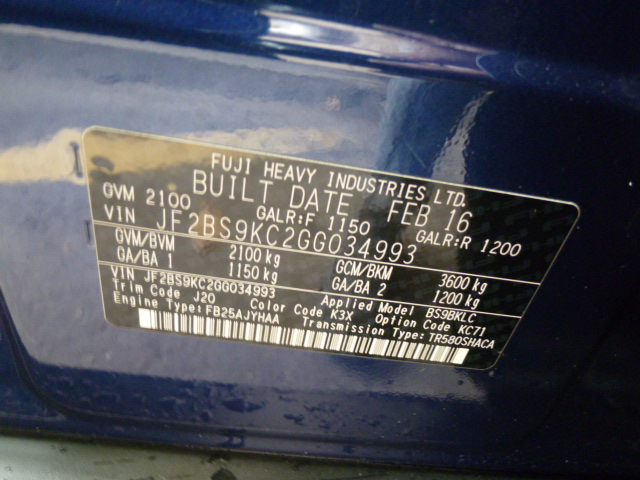 FUJI HEAVY INDUSTRIES LTD.
BUILT DATE FEB 16
GVM 2100 GALR:F 1150 GALR:R 1200
VIN JF2BS9KC2GG034993
GVM/BVM 2100 kg GCM/BKM 3600 kg
GA/BA 1 1150 kg GA/BA 2 1200 kg
VIN JF2BS9KC2GG034993 Applied Model BS9BKLC
Trim Code J20 Color Code K3X Option Code KC71
Engine Type: FB25AJYHAA Transmission Type: TR580SHACA